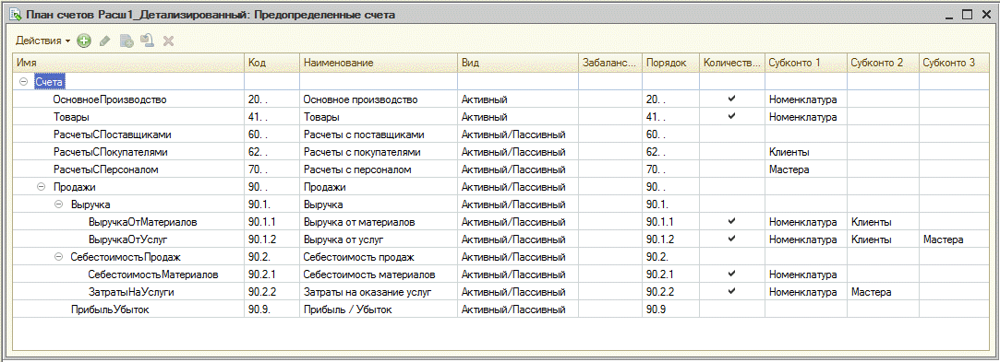 План счетов Расш1_Детализированный: Предопределенные счета
Действия
Имя Код Наименование Вид Забаланс... Порядок Количеств... Субконто 1 Субконто 2 Субконто 3
Счета
ОсновноеПроизводство 20. . Основное производство Активный 20. . Номенклатура
Товары 41. . Товары Активный 41. . Номенклатура
РасчетыСПоставщиками 60. . Расчеты с поставщиками Активный/Пассивный 60. .
РасчетыСПокупателями 62. . Расчеты с покупателями Активный/Пассивный 62. . Клиенты
РасчетыСПерсоналом 70. . Расчеты с персоналом Активный/Пассивный 70. . Мастера
Продажи 90. . Продажи Активный/Пассивный 90. .
Выручка 90.1. Выручка Активный/Пассивный 90.1.
ВыручкаОтМатериалов 90.1.1 Выручка от материалов Активный/Пассивный 90.1.1 Номенклатура Клиенты
ВыручкаОтУслуг 90.1.2 Выручка от услуг Активный/Пассивный 90.1.2 Номенклатура Клиенты Мастера
СебестоимостьПродаж 90.2. Себестоимость продаж Активный/Пассивный 90.2.
СебестоимостьМатериалов 90.2.1 Себестоимость материалов Активный/Пассивный 90.2.1 Номенклатура
ЗатратыНаУслуги 90.2.2 Затраты на оказание услуг Активный/Пассивный 90.2.2 Номенклатура Мастера
ПрибыльУбыток 90.9. Прибыль / Убыток Активный/Пассивный 90.9